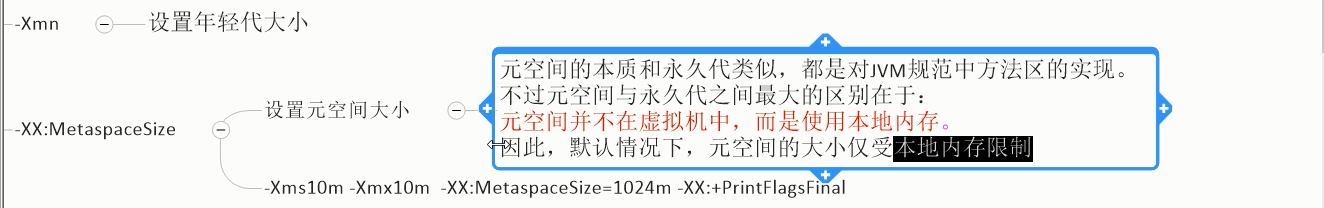 -Xmn
设置年轻代大小
元空间的本质和永久代类似，都是对JVM规范中方法区的实现。
不过元空间与永久代之间最大的区别在于：
元空间并不在虚拟机中，而是使用本地内存。
因此，默认情况下，元空间的大小仅受本地内存限制
设置元空间大小
-XX:MetaspaceSize
-Xms10m -Xmx10m -XX:MetaspaceSize=1024m -XX:+PrintFlagsFinal